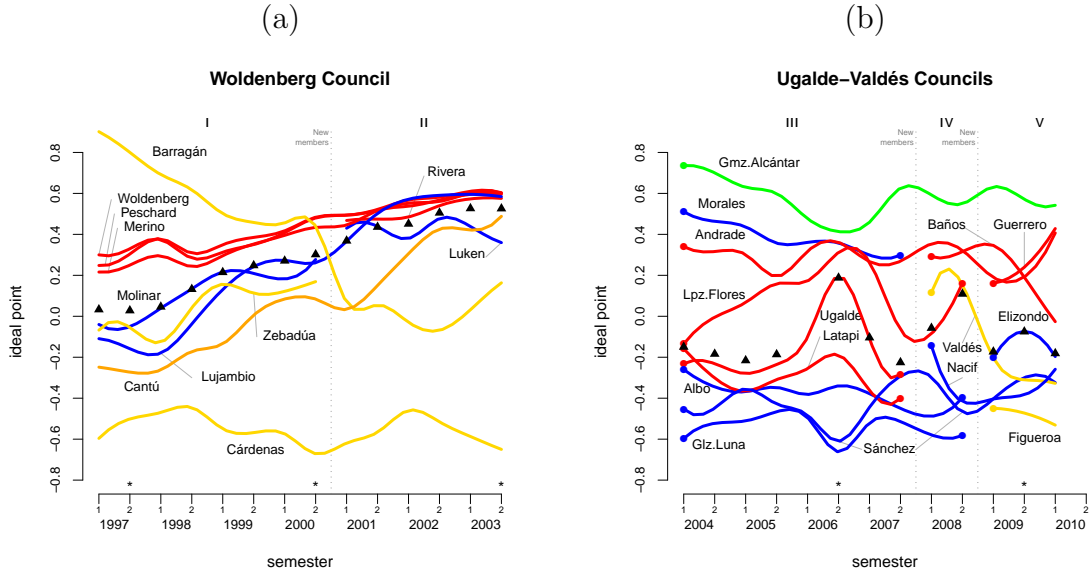 (a)
Woldenberg Council
I
II
New
members
ideal point
0.8
0.6
0.4
0.2
0.0
−0.2
−0.4
−0.6
−0.8
Barragán
Rivera
Woldenberg
Peschard
Merino
Luken
Molinar
Zebadúa
Lujambio
Cantú
Cárdenas
* * *
1 2 1 2 1 2 1 2 1 2 1 2 1 2
1997 1998 1999 2000 2001 2002 2003
semester
(b)
Ugalde−Valdés Councils
III
IV
V
New
members
New
members
ideal point
0.8
0.6
0.4
0.2
0.0
−0.2
−0.4
−0.6
−0.8
Gmz.Alcántar
Morales
Andrade
Baños
Guerrero
Lpz.Flores
Ugalde
Elizondo
Latapi
Valdés
Nacif
Albo
Glz.Luna
Sánchez
Figueroa
* *
1 2 1 2 1 2 1 2 1 2 1 2 1 2
2004 2005 2006 2007 2008 2009 2010
semester